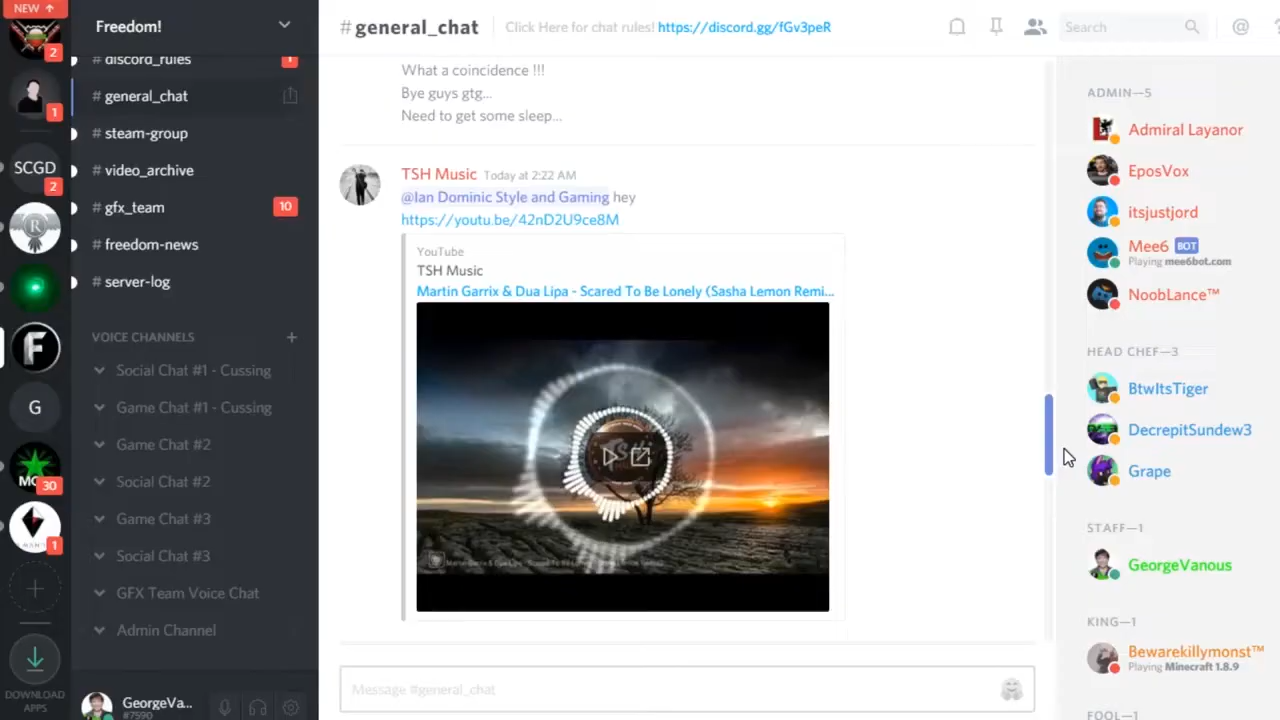 NEW ↑
2
1
SCGD
2
R
F
G
MC
30
1
DOWNLOAD
APPS
Freedom!
# discord_rules
1
# general_chat
# steam-group
# video_archive
# gfx_team
10
# freedom-news
# server-log
VOICE CHANNELS
Social Chat #1 - Cussing
Game Chat #1 - Cussing
Game Chat #2
Social Chat #2
Game Chat #3
Social Chat #3
GFX Team Voice Chat
Admin Channel
GeorgeVa...
#7590
# general_chat
Click Here for chat rules! https://discord.gg/fGv3peR
Search
@
?
What a coincidence !!!
Bye guys gtg...
Need to get some sleep...
TSH Music Today at 2:22 AM
@Ian Dominic Style and Gaming hey
https://youtu.be/42nD2U9ce8M
YouTube
TSH Music
Martin Garrix & Dua Lipa - Scared To Be Lonely (Sasha Lemon Remi...
Message #general_chat
ADMIN—5
Admiral Layanor
EposVox
itsjustjord
Mee6 BOT
Playing mee6bot.com
NoobLance™
HEAD CHEF—3
BtwItsTiger
DecrepitSundew3
Grape
STAFF—1
GeorgeVanous
KING—1
Bewarekillymonst™
Playing Minecraft 1.8.9
FOOL—1